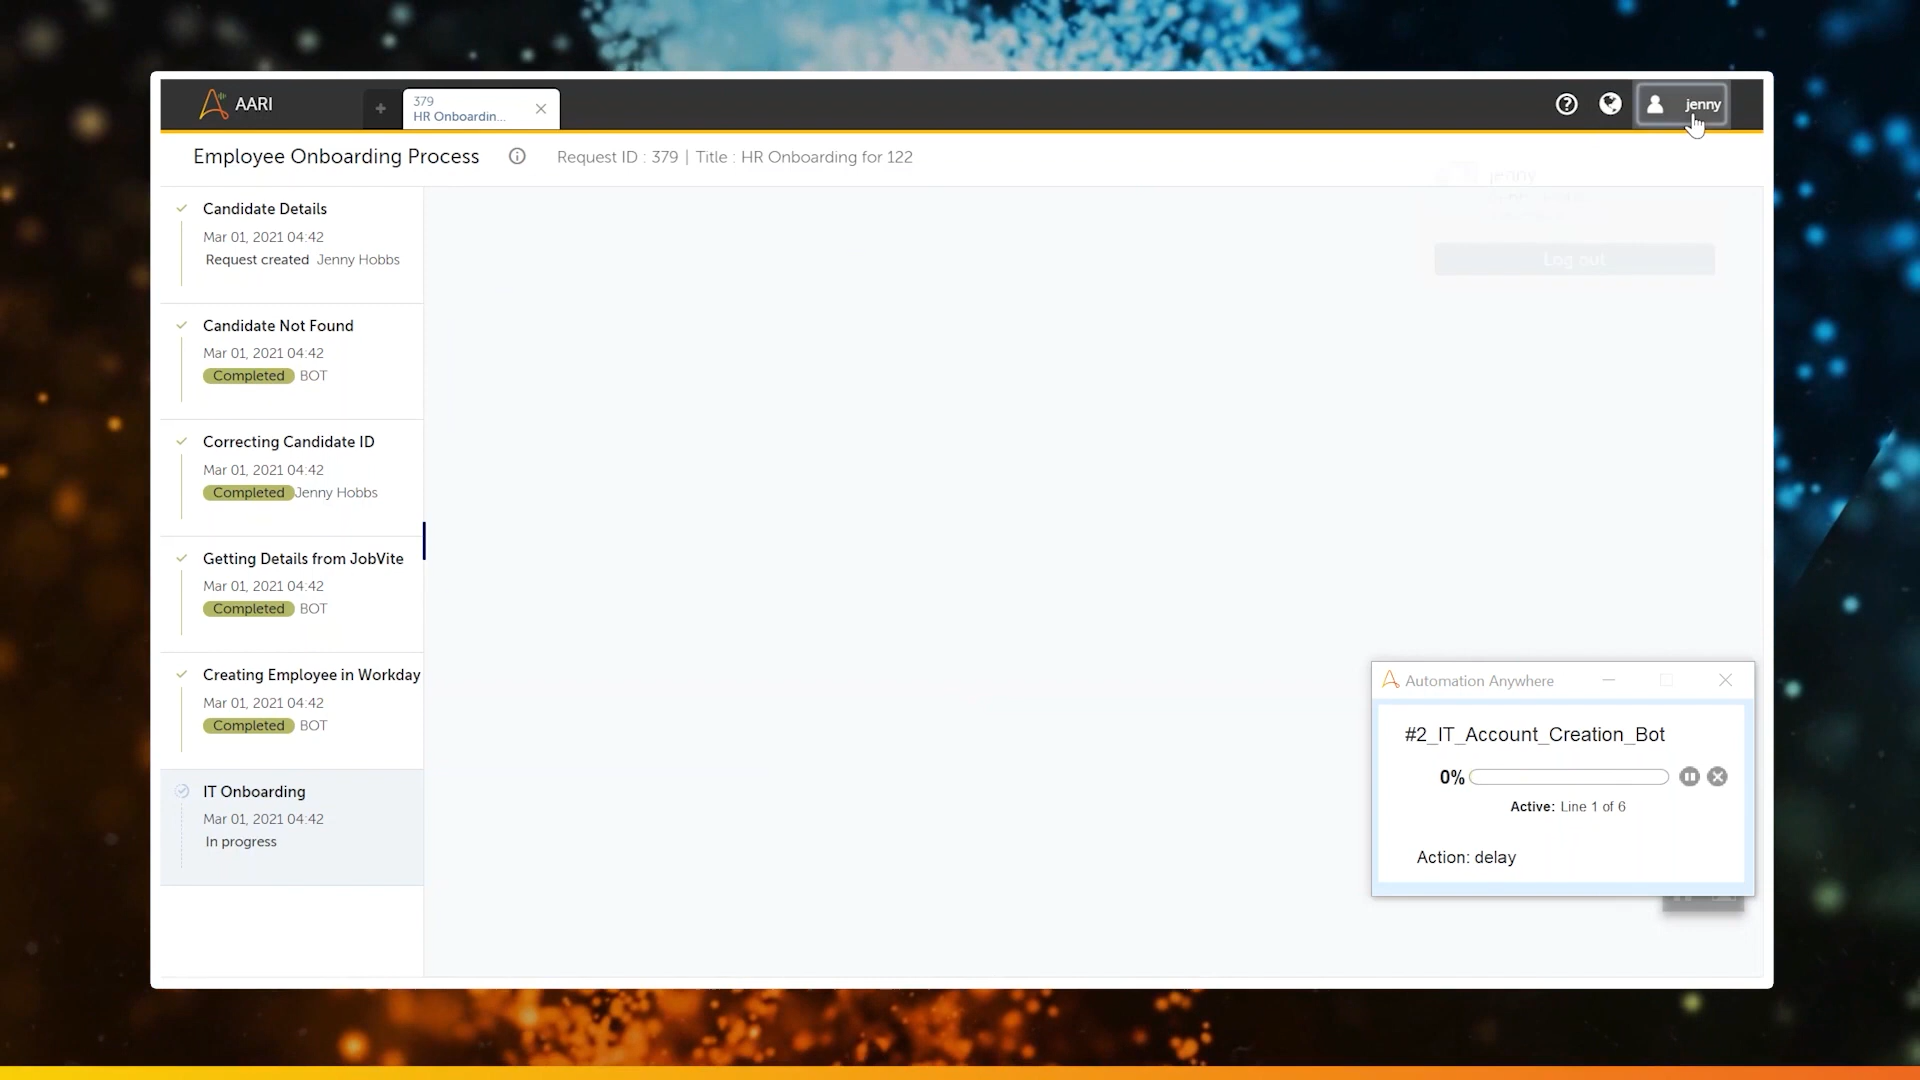 AARI
+
379
HR Onboardin...
jenny
Employee Onboarding Process
Request ID : 379 | Title : HR Onboarding for 122
jenny
Log out
Candidate Details
Mar 01, 2021 04:42
Request created Jenny Hobbs
Candidate Not Found
Mar 01, 2021 04:42
Completed BOT
Correcting Candidate ID
Mar 01, 2021 04:42
Completed Jenny Hobbs
Getting Details from JobVite
Mar 01, 2021 04:42
Completed BOT
Creating Employee in Workday
Mar 01, 2021 04:42
Completed BOT
IT Onboarding
Mar 01, 2021 04:42
In progress
Automation Anywhere
#2_IT_Account_Creation_Bot
0%
Active: Line 1 of 6
Action: delay